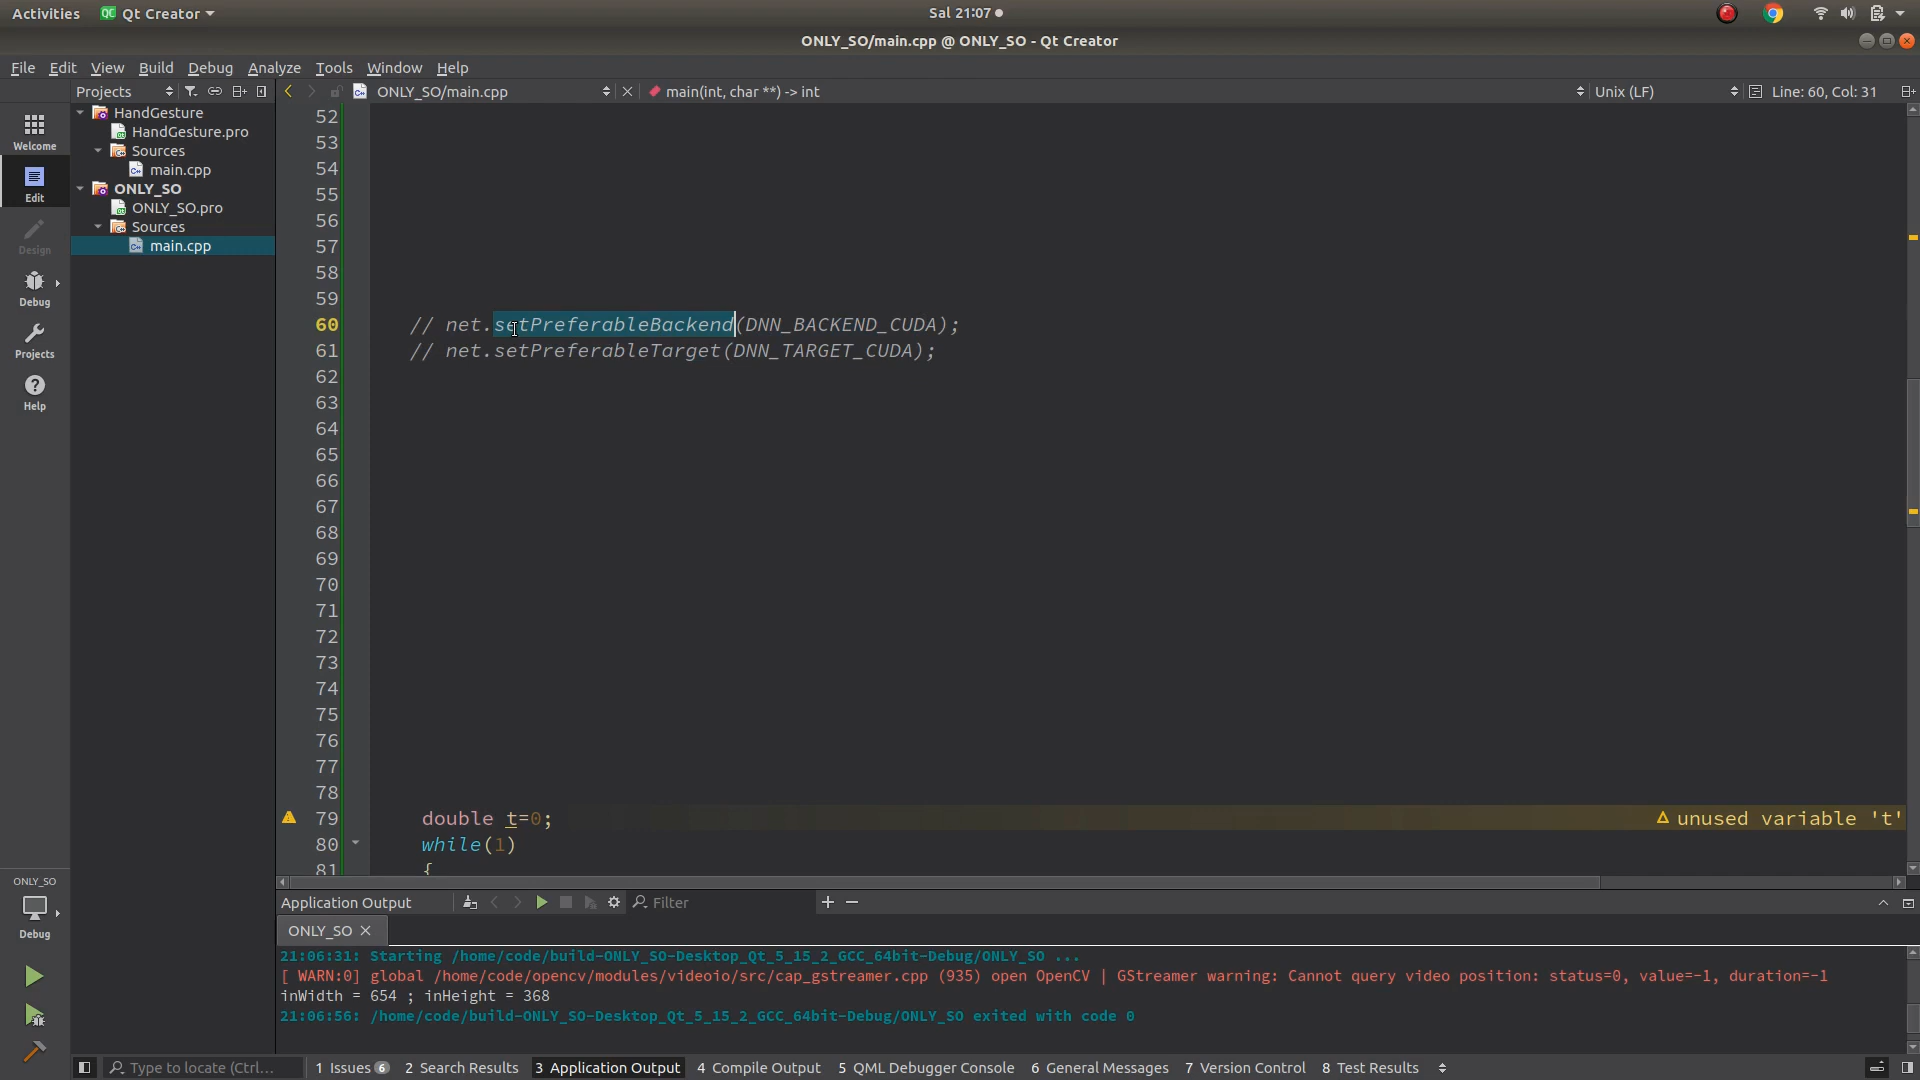 Activities Qt Creator Sal 21:07
ONLY_SO/main.cpp @ ONLY_SO - Qt Creator
File Edit View Build Debug Analyze Tools Window Help
Projects ONLY_SO/main.cpp main(int, char **) -> int Unix (LF) Line: 60, Col: 31
Welcome
Edit
Design
Debug
Projects
Help
HandGesture
HandGesture.pro
Sources
main.cpp
ONLY_SO
ONLY_SO.pro
Sources
main.cpp
52
53
54
55
56
57
58
59
60 // net.setPreferableBackend(DNN_BACKEND_CUDA);
61 // net.setPreferableTarget(DNN_TARGET_CUDA);
62
63
64
65
66
67
68
69
70
71
72
73
74
75
76
77
78
79 double t=0; unused variable 't'
80 while(1)
81 {
ONLY_SO
Debug
Application Output Filter
ONLY_SO
21:06:31: Starting /home/code/build-ONLY_SO-Desktop_Qt_5_15_2_GCC_64bit-Debug/ONLY_SO ...
[ WARN:0] global /home/code/opencv/modules/videoio/src/cap_gstreamer.cpp (935) open OpenCV | GStreamer warning: Cannot query video position: status=0, value=-1, duration=-1
inWidth = 654 ; inHeight = 368
21:06:56: /home/code/build-ONLY_SO-Desktop_Qt_5_15_2_GCC_64bit-Debug/ONLY_SO exited with code 0
Type to locate (Ctrl... 1 Issues 6 2 Search Results 3 Application Output 4 Compile Output 5 QML Debugger Console 6 General Messages 7 Version Control 8 Test Results